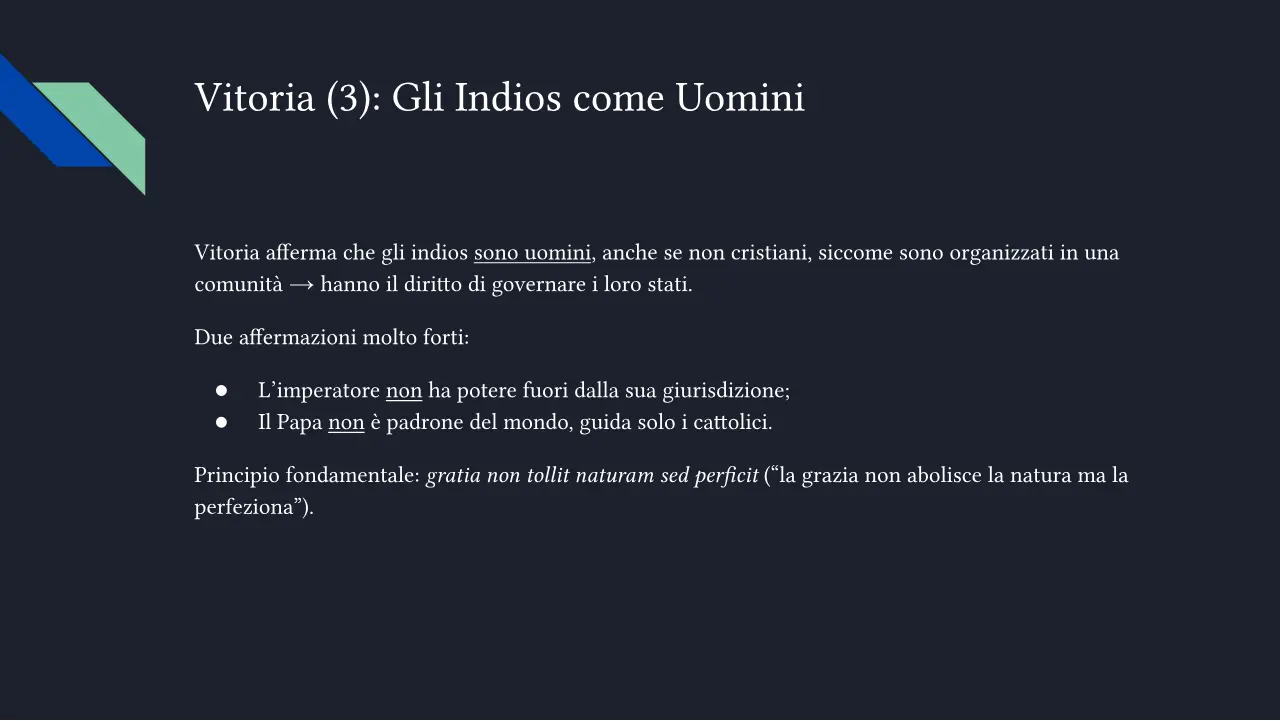 Vitoria (3): Gli Indios come Uomini
Vitoria afferma che gli indios sono uomini, anche se non cristiani, siccome sono organizzati in una
comunità → hanno il diritto di governare i loro stati.
Due affermazioni molto forti:
● L’imperatore non ha potere fuori dalla sua giurisdizione;
● Il Papa non è padrone del mondo, guida solo i cattolici.
Principio fondamentale: gratia non tollit naturam sed perficit (“la grazia non abolisce la natura ma la
perfeziona”).